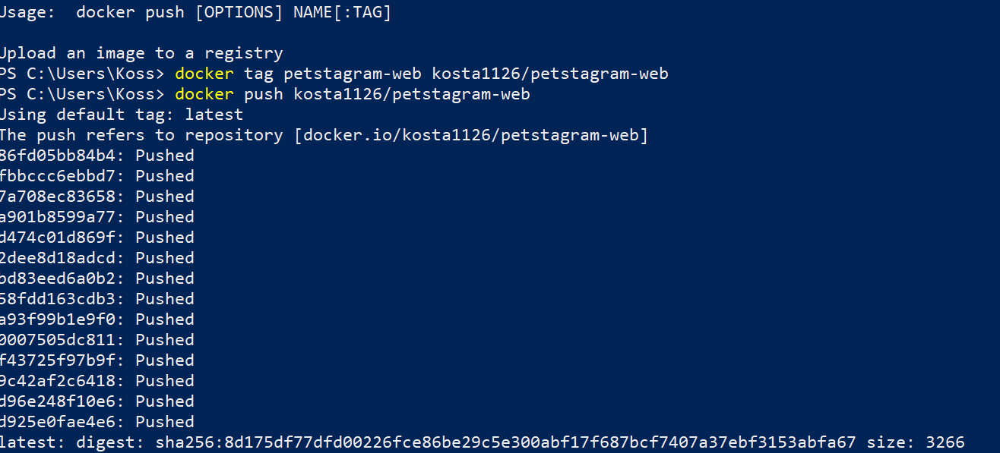 Usage:  docker push [OPTIONS] NAME[:TAG]
Upload an image to a registry
PS C:\Users\Koss> docker tag petstagram-web kosta1126/petstagram-web
PS C:\Users\Koss> docker push kosta1126/petstagram-web
Using default tag: latest
The push refers to repository [docker.io/kosta1126/petstagram-web]
86fd05bb84b4: Pushed
fbbccc6ebbd7: Pushed
7a708ec83658: Pushed
a901b8599a77: Pushed
d474c01d869f: Pushed
2dee8d18adcd: Pushed
bd83eed6a0b2: Pushed
58fdd163cdb3: Pushed
a93f99b1e9f0: Pushed
0007505dc811: Pushed
f43725f97b9f: Pushed
9c42af2c6418: Pushed
d96e248f10e6: Pushed
d925e0fae4e6: Pushed
latest: digest: sha256:8d175df77dfd00226fce86be29c5e300abf17f687bcf7407a37ebf3153abfa67 size: 3266